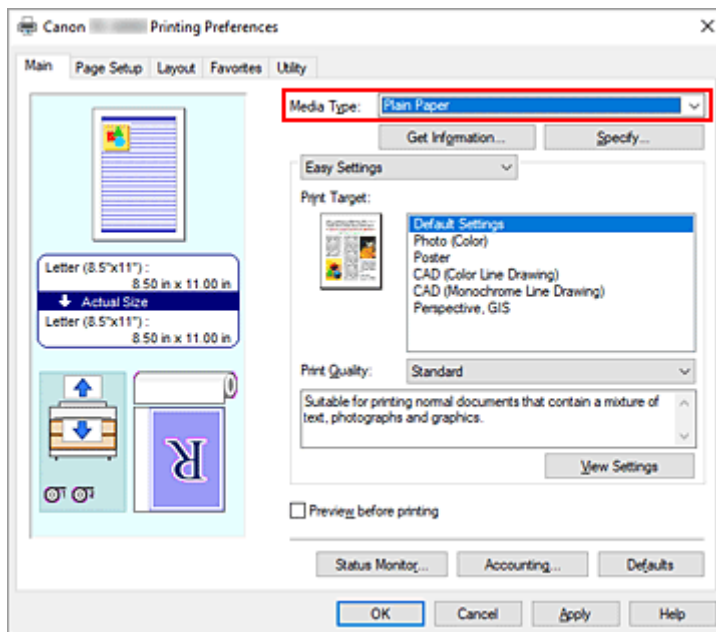 Canon Printing Preferences
Main Page Setup Layout Favorites Utility
Media Type: Plain Paper
Get Information... Specify...
Easy Settings
Print Target:
Default Settings
Photo (Color)
Poster
CAD (Color Line Drawing)
CAD (Monochrome Line Drawing)
Perspective, GIS
Letter (8.5"x11") :
8.50 in x 11.00 in
Actual Size
Letter (8.5"x11") :
8.50 in x 11.00 in
Print Quality: Standard
Suitable for printing normal documents that contain a mixture of
text, photographs and graphics.
R
View Settings
Preview before printing
Status Monitor... Accounting... Defaults
OK Cancel Apply Help